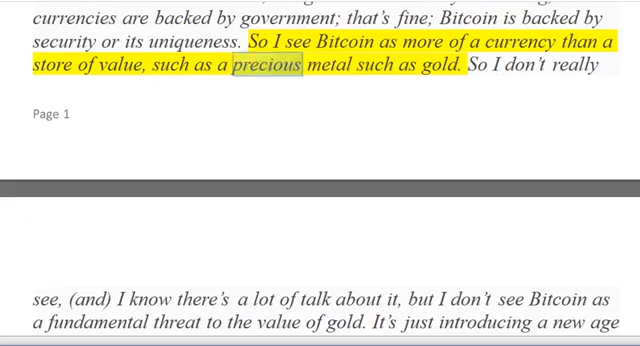 currencies are backed by government; that's fine; Bitcoin is backed by
security or its uniqueness. So I see Bitcoin as more of a currency than a
store of value, such as a precious metal such as gold. So I don't really
Page 1
see, (and) I know there's a lot of talk about it, but I don't see Bitcoin as
a fundamental threat to the value of gold. It's just introducing a new age